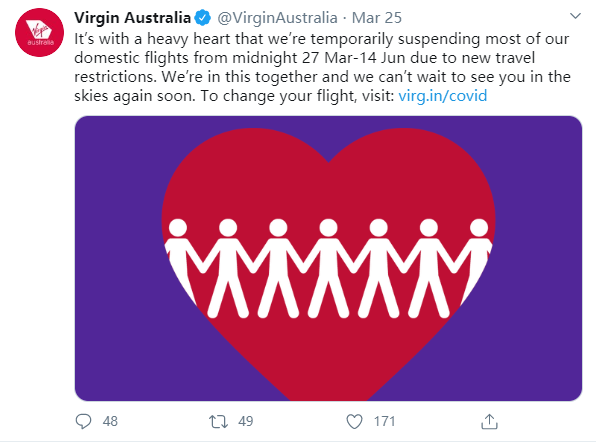 Virgin Australia @VirginAustralia · Mar 25
It's with a heavy heart that we're temporarily suspending most of our
domestic flights from midnight 27 Mar-14 Jun due to new travel
restrictions. We're in this together and we can't wait to see you in the
skies again soon. To change your flight, visit: virg.in/covid
Virgin
australia
48 49 171